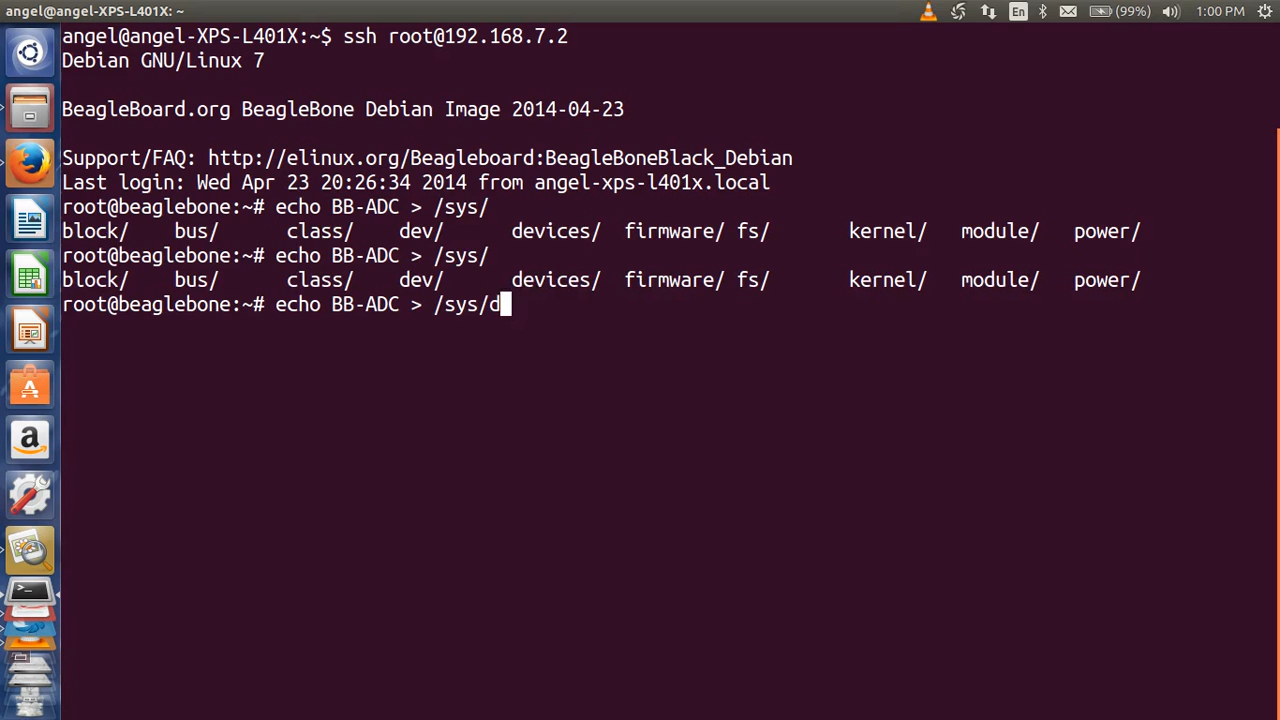 angel@angel-XPS-L401X: ~
En
(99%)
1:00 PM
angel@angel-XPS-L401X:~$ ssh root@192.168.7.2
Debian GNU/Linux 7
BeagleBoard.org BeagleBone Debian Image 2014-04-23
Support/FAQ: http://elinux.org/Beagleboard:BeagleBoneBlack_Debian
Last login: Wed Apr 23 20:26:34 2014 from angel-xps-l401x.local
root@beaglebone:~# echo BB-ADC > /sys/
block/ bus/ class/ dev/ devices/ firmware/ fs/ kernel/ module/ power/
root@beaglebone:~# echo BB-ADC > /sys/
block/ bus/ class/ dev/ devices/ firmware/ fs/ kernel/ module/ power/
root@beaglebone:~# echo BB-ADC > /sys/d